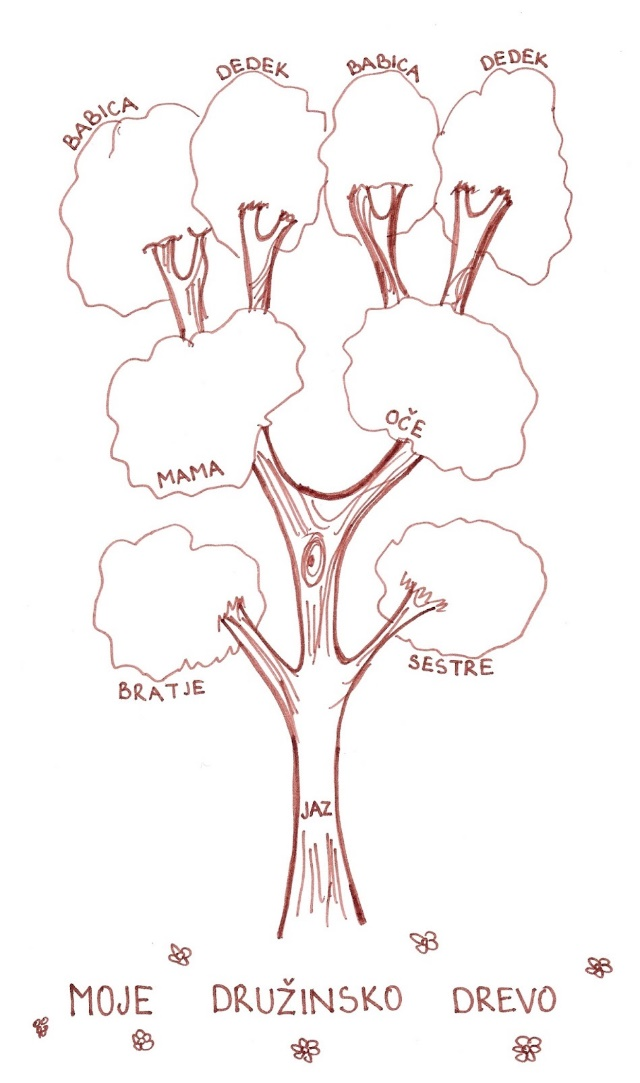 BABICA
DEDEK
BABICA
DEDEK
MAMA
OČE
BRATJE
SESTRE
JAZ
MOJE DRUŽINSKO DREVO